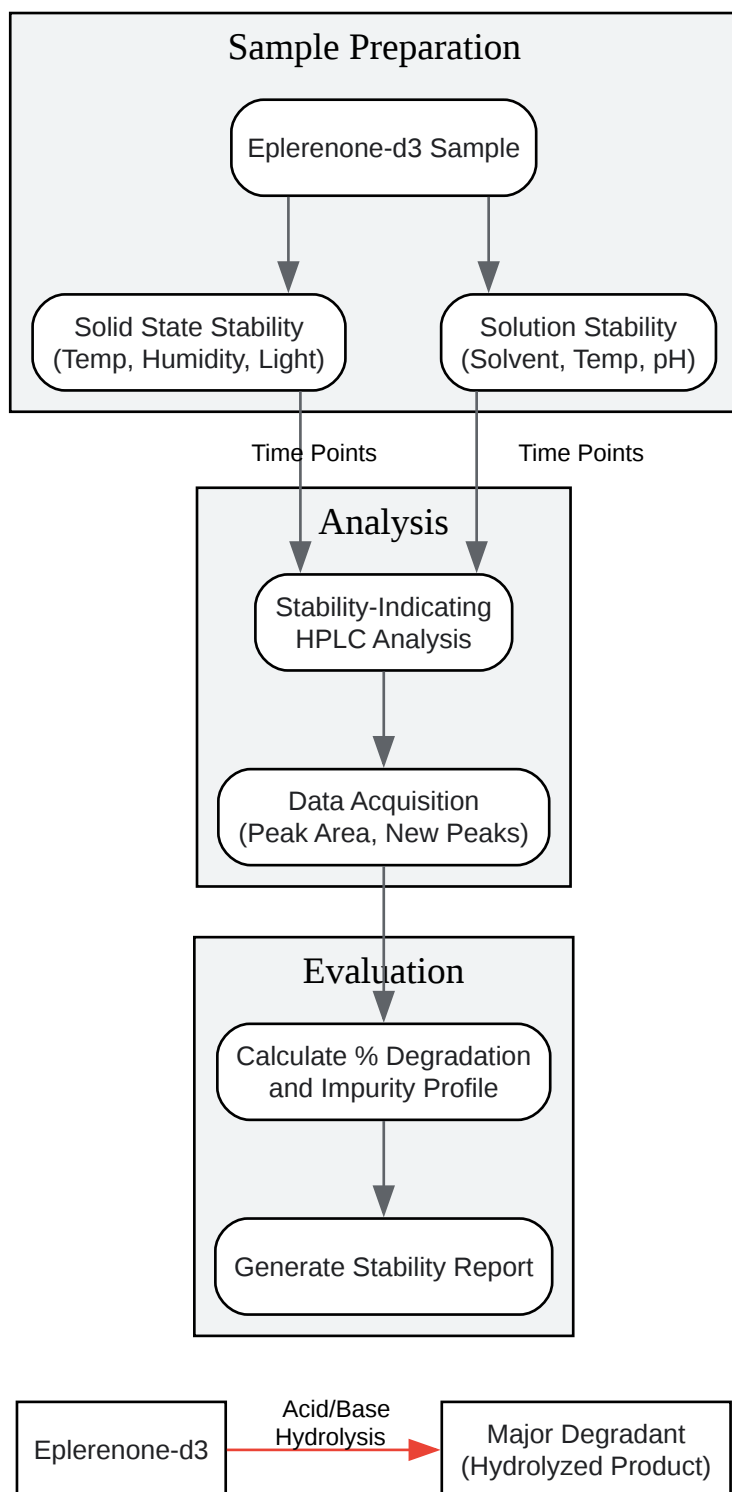 Sample Preparation
Eplerenone-d3 Sample
Solid State Stability
(Temp, Humidity, Light)
Solution Stability
(Solvent, Temp, pH)
Time Points
Time Points
Analysis
Stability-Indicating
HPLC Analysis
Data Acquisition
(Peak Area, New Peaks)
Evaluation
Calculate % Degradation
and Impurity Profile
Generate Stability Report
Eplerenone-d3
Acid/Base
Hydrolysis
Major Degradant
(Hydrolyzed Product)